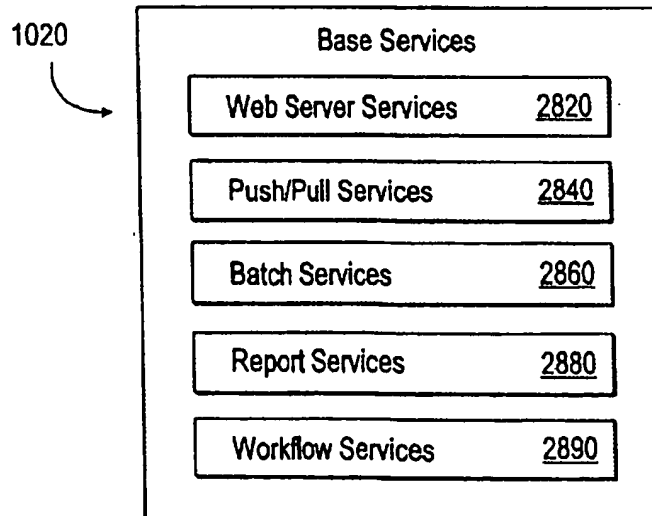 1020
Base Services
Web Server Services 2820
Push/Pull Services 2840
Batch Services 2860
Report Services 2880
Workflow Services 2890